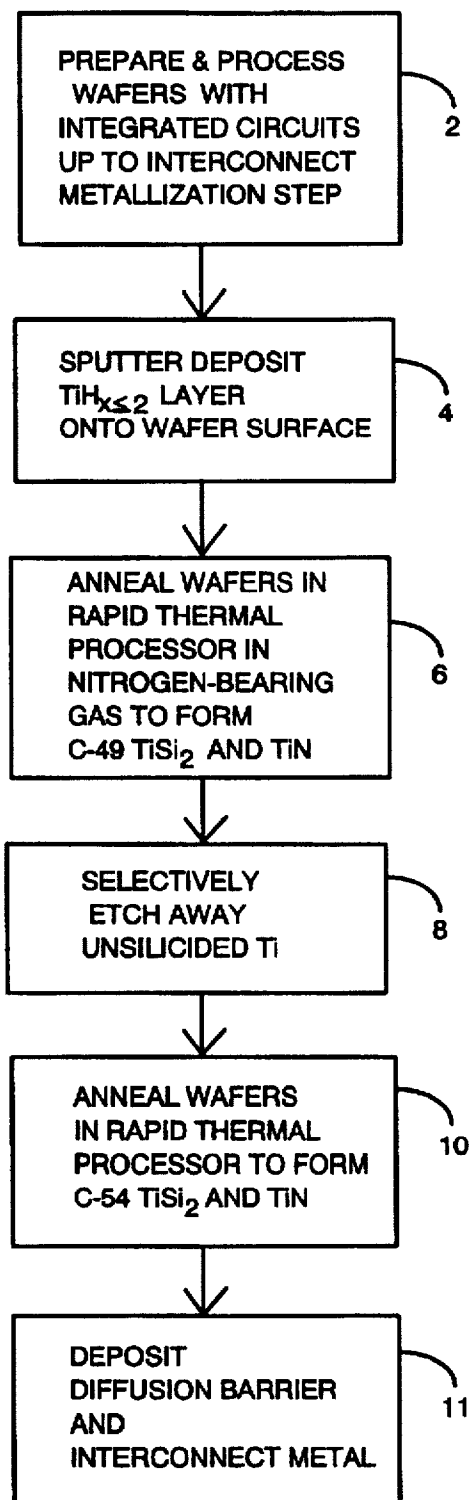 PREPARE & PROCESS
WAFERS WITH
INTEGRATED CIRCUITS
UP TO INTERCONNECT
METALLIZATION STEP
2
SPUTTER DEPOSIT
TiHx≤2 LAYER
ONTO WAFER SURFACE
4
ANNEAL WAFERS IN
RAPID THERMAL
PROCESSOR IN
NITROGEN-BEARING
GAS TO FORM
C-49 TiSi2 AND TiN
6
SELECTIVELY
ETCH AWAY
UNSILICIDED Ti
8
ANNEAL WAFERS
IN RAPID THERMAL
PROCESSOR TO FORM
C-54 TiSi2 AND TiN
10
DEPOSIT
DIFFUSION BARRIER
AND
INTERCONNECT METAL
11